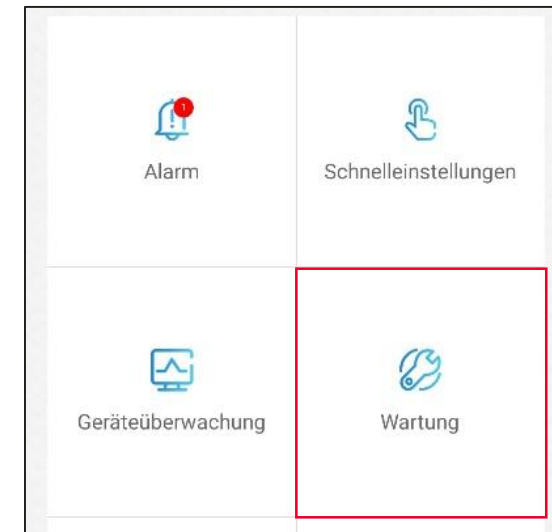 1
Alarm
Schnelleinstellungen
Geräteüberwachung
Wartung